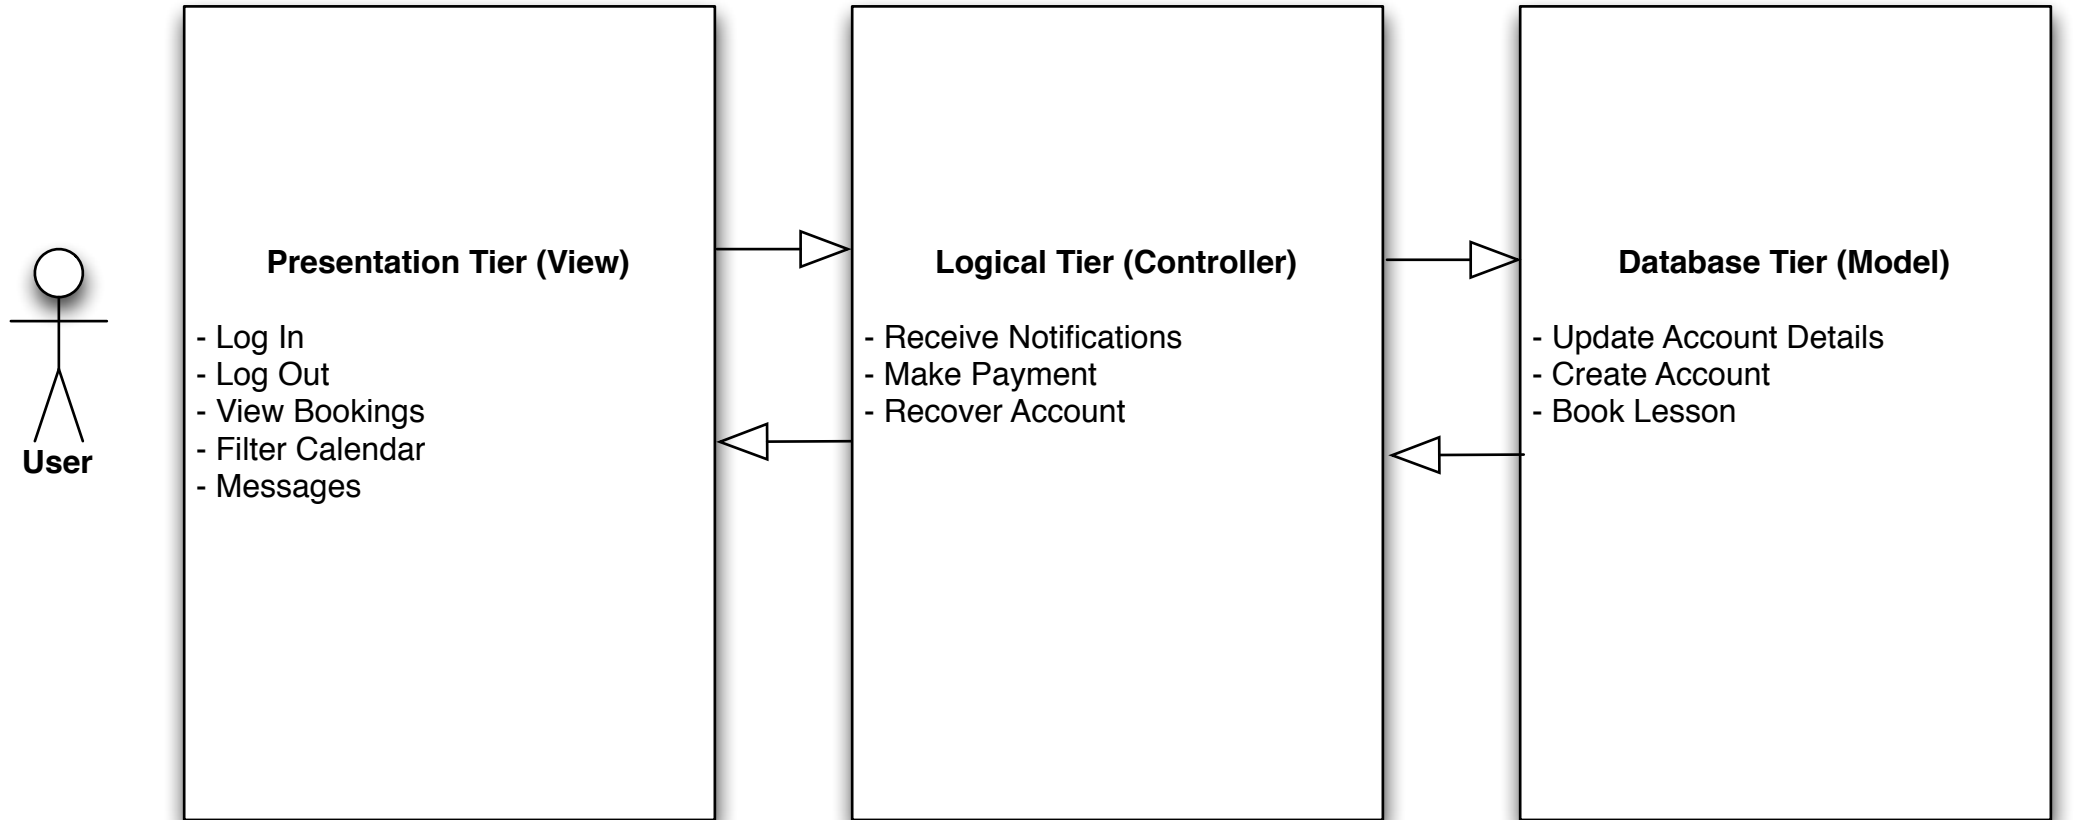 User
Presentation Tier (View)
- Log In
- Log Out
- View Bookings
- Filter Calendar
- Messages
Logical Tier (Controller)
- Receive Notifications
- Make Payment
- Recover Account
Database Tier (Model)
- Update Account Details
- Create Account
- Book Lesson